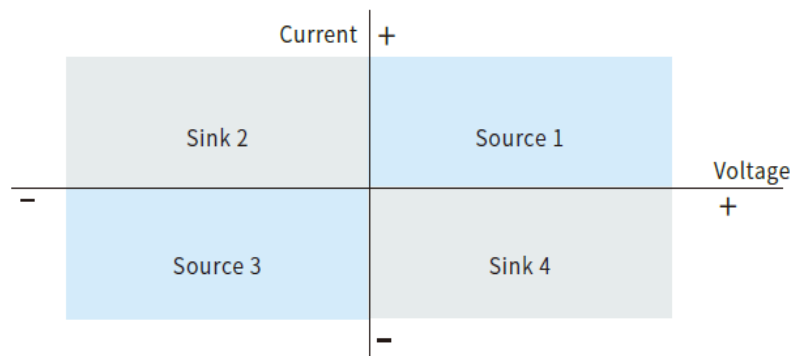 Current +
Sink 2
Source 1
Voltage
− +
Source 3
Sink 4
−